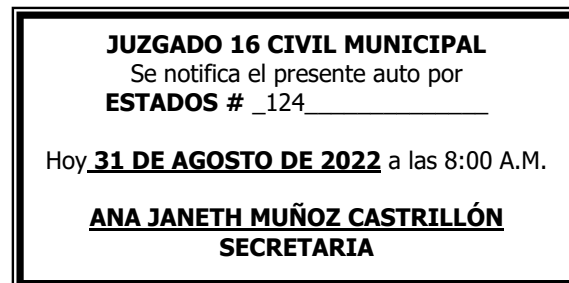 JUZGADO 16 CIVIL MUNICIPAL
Se notifica el presente auto por
ESTADOS # _124_______________
Hoy 31 DE AGOSTO DE 2022 a las 8:00 A.M.
ANA JANETH MUÑOZ CASTRILLÓN
SECRETARIA